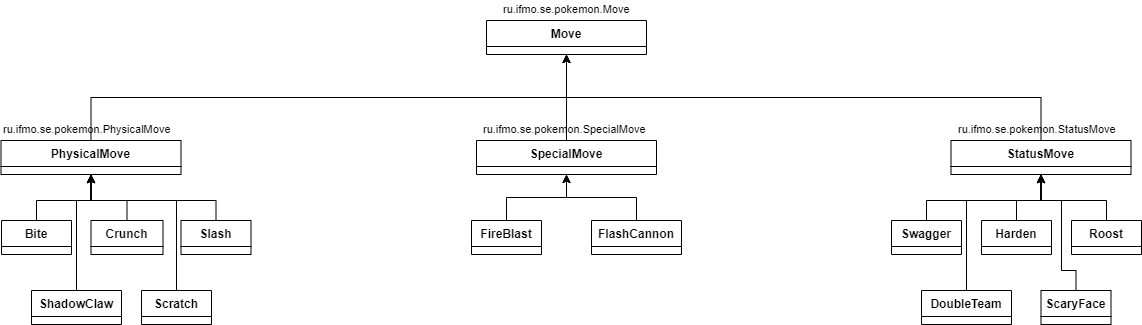 ru.ifmo.se.pokemon.Move
Move
ru.ifmo.se.pokemon.PhysicalMove
PhysicalMove
ru.ifmo.se.pokemon.SpecialMove
SpecialMove
ru.ifmo.se.pokemon.StatusMove
StatusMove
Bite
Crunch
Slash
ShadowClaw
Scratch
FireBlast
FlashCannon
Swagger
Harden
Roost
DoubleTeam
ScaryFace